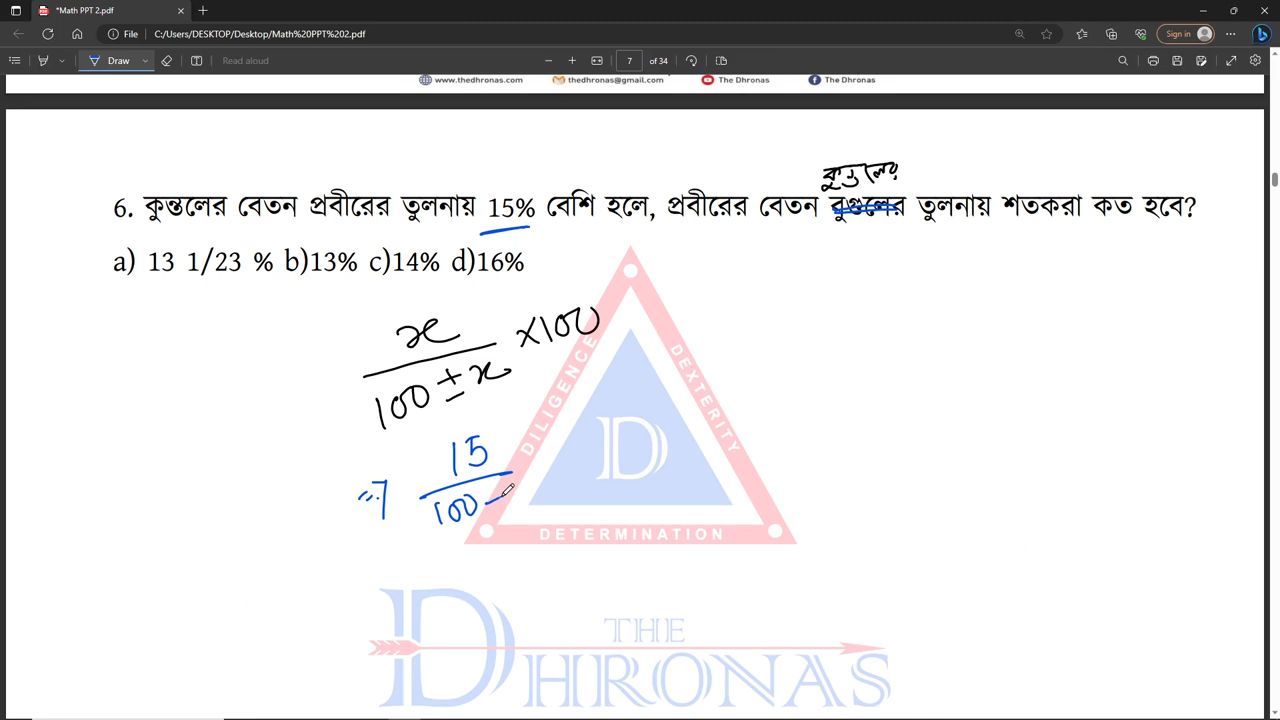 *Math PPT 2.pdf
File C:/Users/DESKTOP/Desktop/Math%20PPT%202.pdf
Sign in
Draw Read aloud 7 of 34
www.thedhronas.com thedhronas@gmail.com The Dhronas The Dhronas
কুন্তলের
6. কুন্তলের বেতন প্রবীরের তুলনায় 15% বেশি হলে, প্রবীরের বেতন বুগুলের তুলনায় শতকরা কত হবে?
a) 13 1/23 % b)13% c)14% d)16%
x
100 ± x ×100
15
⇒ 100 –
DILIGENCE
DEXTERITY
D
DETERMINATION
THE
DHRONAS